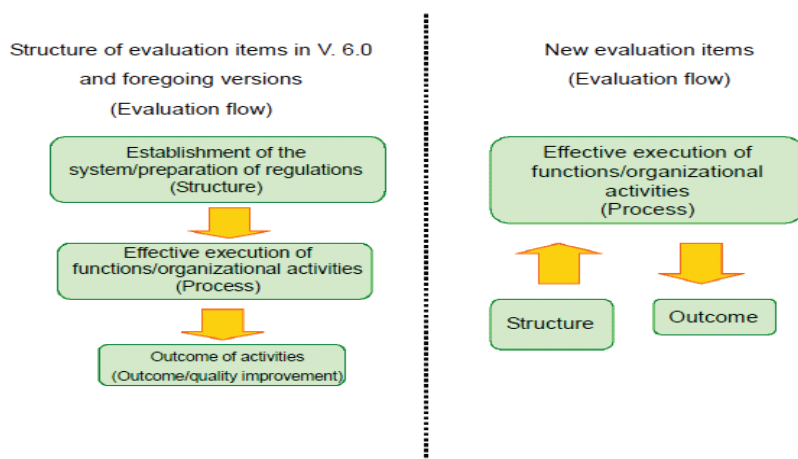 Structure of evaluation items in V. 6.0
and foregoing versions
(Evaluation flow)
Establishment of the
system/preparation of regulations
(Structure)
Effective execution of
functions/organizational activities
(Process)
Outcome of activities
(Outcome/quality improvement)
New evaluation items
(Evaluation flow)
Effective execution of
functions/organizational
activities
(Process)
Structure
Outcome